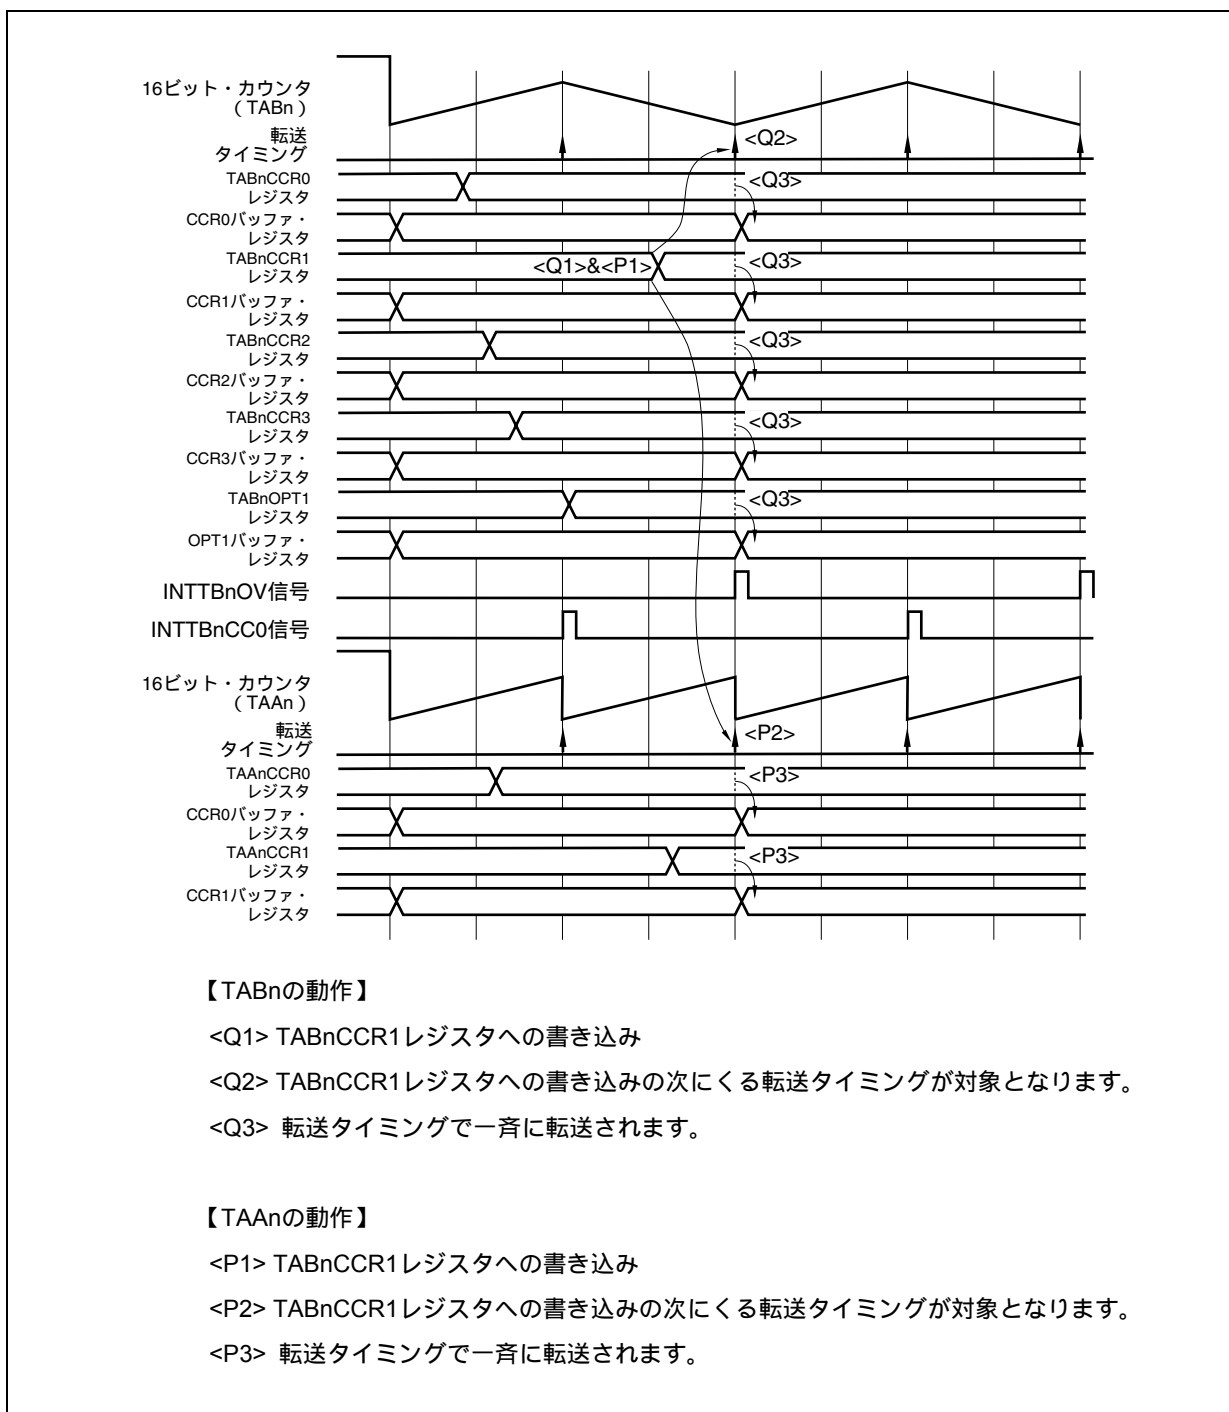 16ビット・カウンタ
（TABn）
転送
タイミング
<Q2>
TABnCCR0
レジスタ
<Q3>
CCR0バッファ・
レジスタ
TABnCCR1
レジスタ
<Q1>&<P1>
<Q3>
CCR1バッファ・
レジスタ
TABnCCR2
レジスタ
<Q3>
CCR2バッファ・
レジスタ
TABnCCR3
レジスタ
<Q3>
CCR3バッファ・
レジスタ
TABnOPT1
レジスタ
<Q3>
OPT1バッファ・
レジスタ
INTTBnOV信号
INTTBnCC0信号
16ビット・カウンタ
（TAAn）
転送
タイミング
<P2>
TAAnCCR0
レジスタ
<P3>
CCR0バッファ・
レジスタ
TAAnCCR1
レジスタ
<P3>
CCR1バッファ・
レジスタ
【TABnの動作】
<Q1> TABnCCR1レジスタへの書き込み
<Q2> TABnCCR1レジスタへの書き込みの次にくる転送タイミングが対象となります。
<Q3> 転送タイミングで一斉に転送されます。
【TAAnの動作】
<P1> TABnCCR1レジスタへの書き込み
<P2> TABnCCR1レジスタへの書き込みの次にくる転送タイミングが対象となります。
<P3> 転送タイミングで一斉に転送されます。